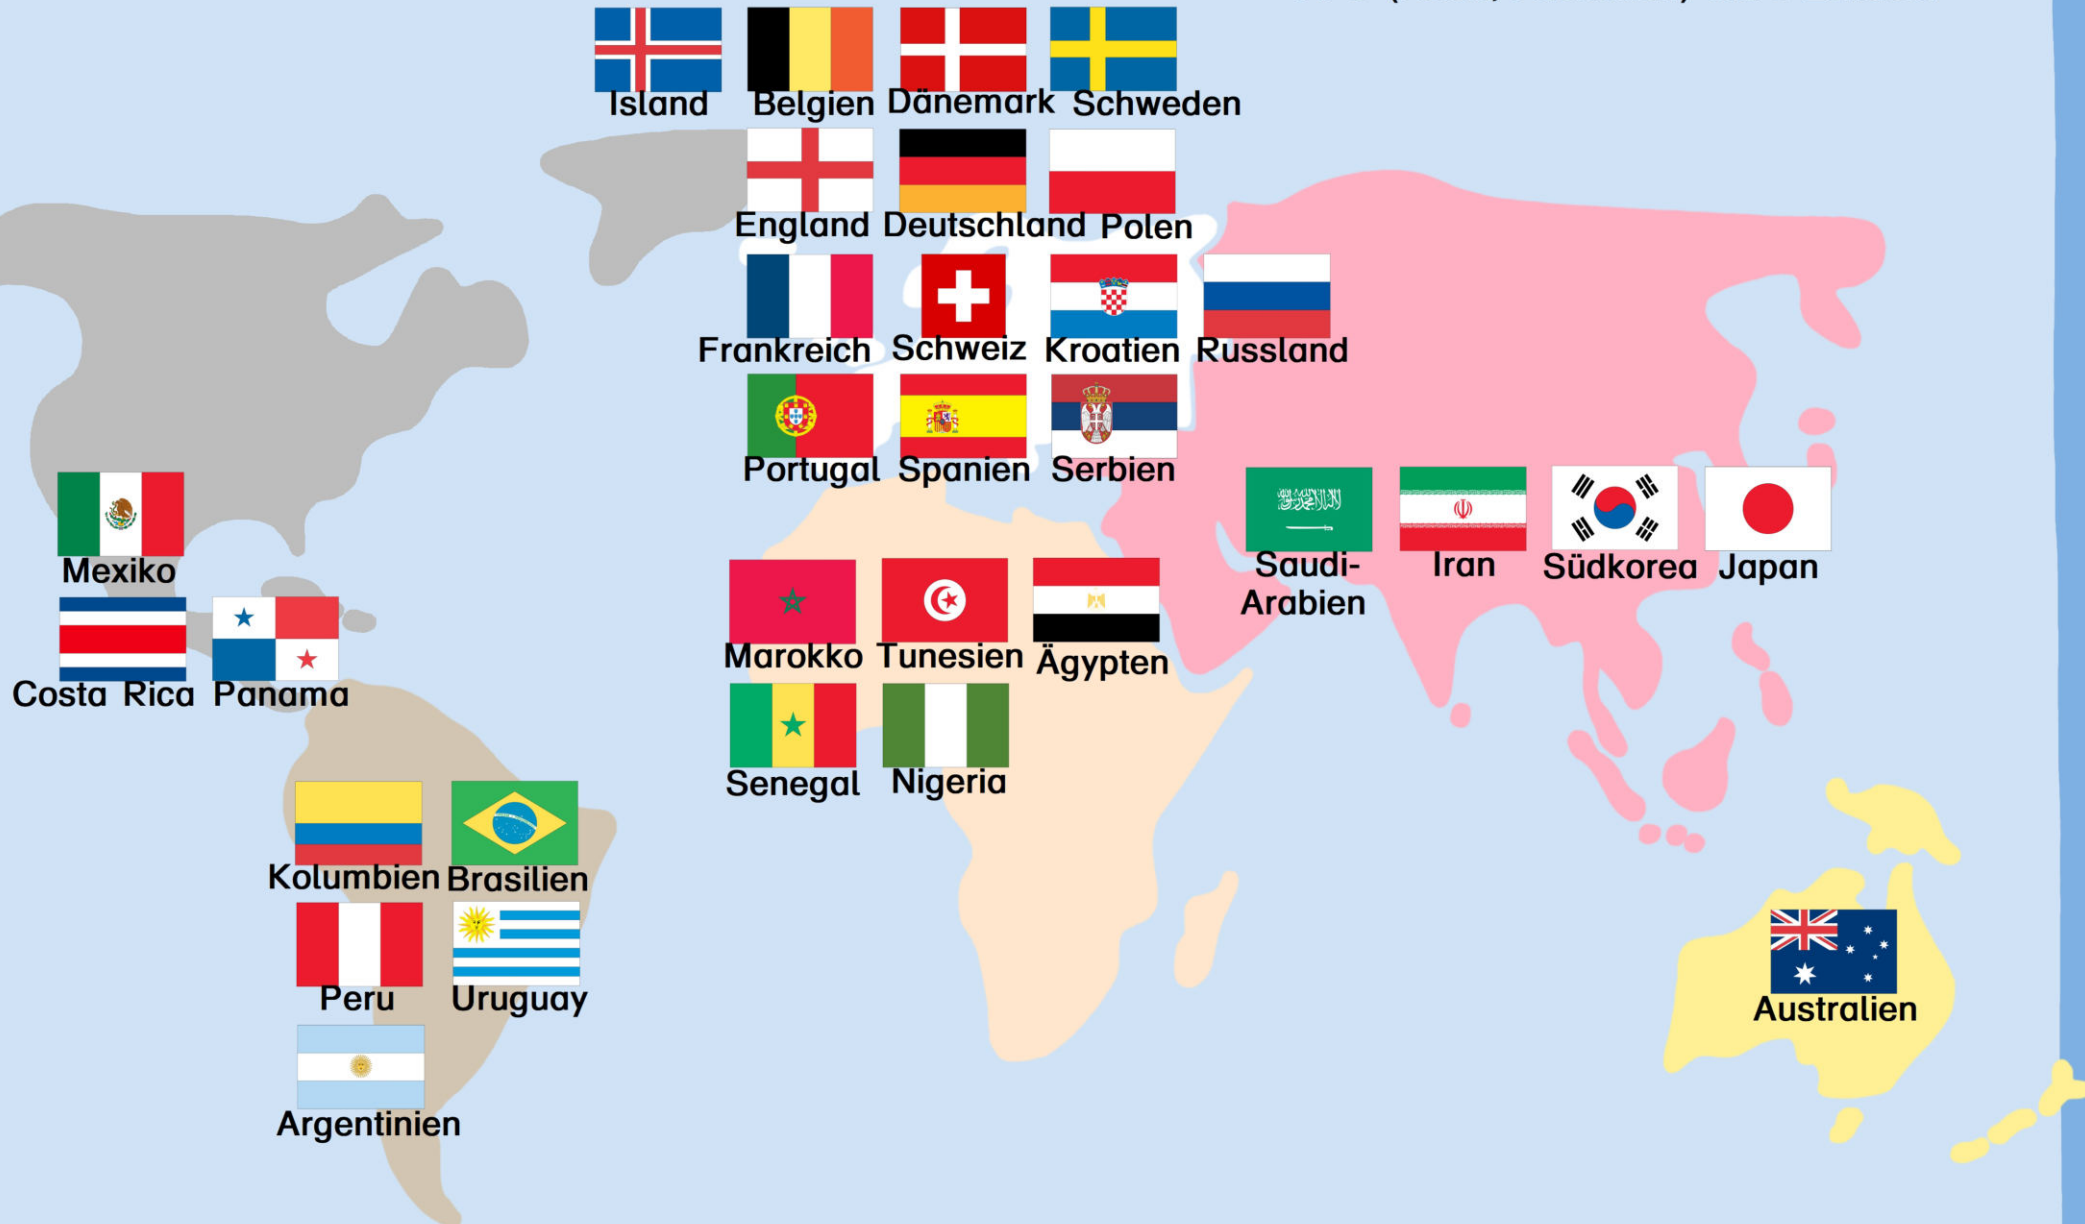 Island Belgien Dänemark Schweden
England Deutschland Polen
Frankreich Schweiz Kroatien Russland
Portugal Spanien Serbien
Mexiko
Saudi-
Arabien
Iran Südkorea Japan
Marokko Tunesien Ägypten
Costa Rica Panama
Senegal Nigeria
Kolumbien Brasilien
Peru Uruguay
Australien
Argentinien